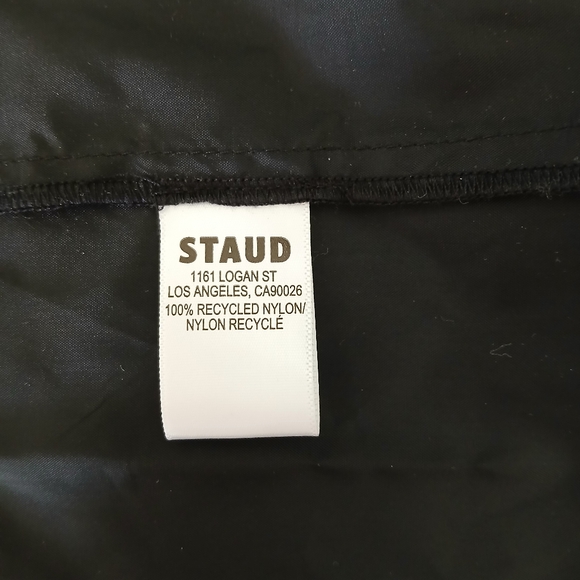 STAUD
1161 LOGAN ST
LOS ANGELES, CA90026
100% RECYCLED NYLON/
NYLON RECYCLÉ